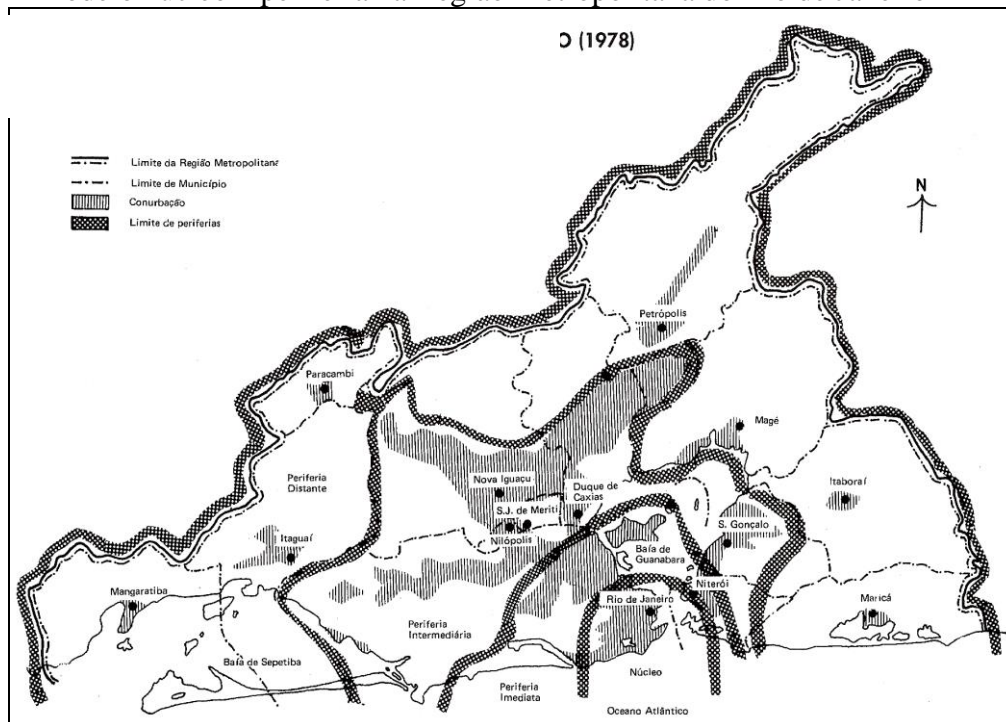 O (1978)
Limite da Região Metropolitana
Limite de Município
Conurbação
Limite de periferias
N
Petrópolis
Paracambi
Magé
Periferia
Distante
Nova Iguaçu
Duque de
Caxias
Itaboraí
S.J. de Meriti
Nilópolis
S. Gonçalo
Itaguaí
Baía de
Guanabara
Mangaratiba
Niterói
Rio de Janeiro
Maricá
Periferia
Intermediária
Baía de Sepetiba
Núcleo
Periferia
Imediata
Oceano Atlântico